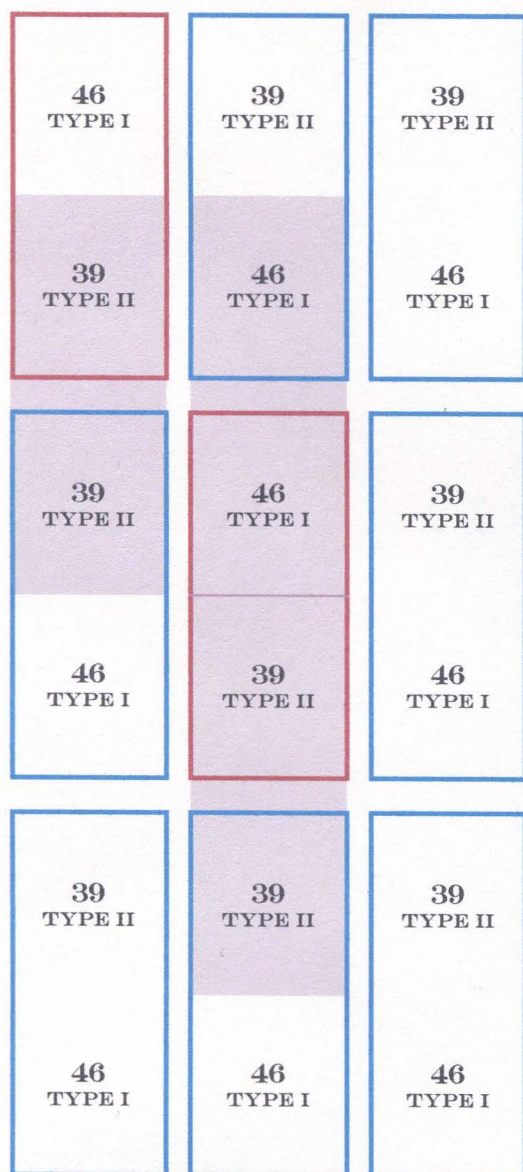 46 39 39
TYPE I TYPE II TYPE II
39 46 46
TYPE II TYPE I TYPE I
39 46 39
TYPE II TYPE I TYPE II
46 39 46
TYPE I TYPE II TYPE I
39 39 39
TYPE II TYPE II TYPE II
46 46 46
TYPE I TYPE I TYPE I